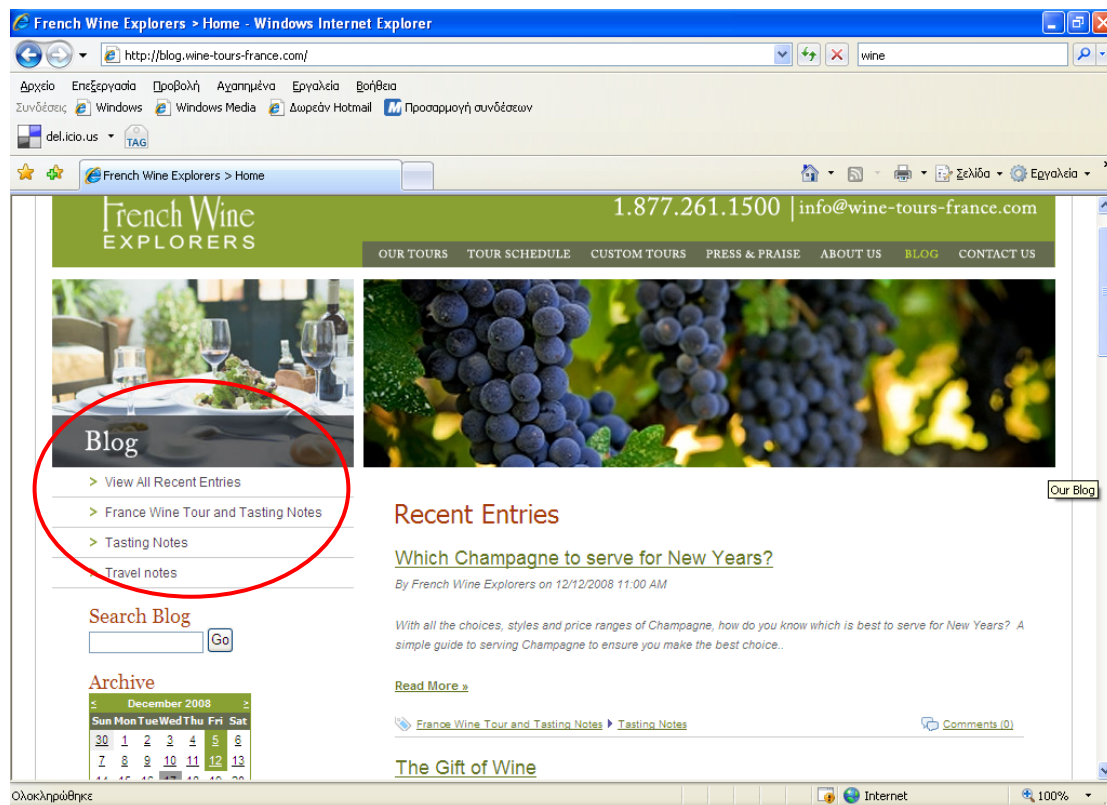 French Wine Explorers > Home - Windows Internet Explorer
http://blog.wine-tours-france.com/
wine
Αρχείο Επεξεργασία Προβολή Αγαπημένα Εργαλεία Βοήθεια
Συνδέσεις Windows Windows Media Δωρεάν Hotmail Προσαρμογή συνδέσεων
del.icio.us TAG
French Wine Explorers > Home
Σελίδα Εργαλεία
French Wine
EXPLORERS
1.877.261.1500 | info@wine-tours-france.com
OUR TOURS TOUR SCHEDULE CUSTOM TOURS PRESS & PRAISE ABOUT US BLOG CONTACT US
Blog
> View All Recent Entries
> France Wine Tour and Tasting Notes
> Tasting Notes
> Travel notes
Search Blog
Go
Archive
< December 2008 >
Sun Mon Tue Wed Thu Fri Sat
30 1 2 3 4 5 6
7 8 9 10 11 12 13
14 15 16 17 18 19 20
Our Blog
Recent Entries
Which Champagne to serve for New Years?
By French Wine Explorers on 12/12/2008 11:00 AM
With all the choices, styles and price ranges of Champagne, how do you know which is best to serve for New Years? A
simple guide to serving Champagne to ensure you make the best choice..
Read More »
France Wine Tour and Tasting Notes Tasting Notes
Comments (0)
The Gift of Wine
Ολοκληρώθηκε
Internet
100%